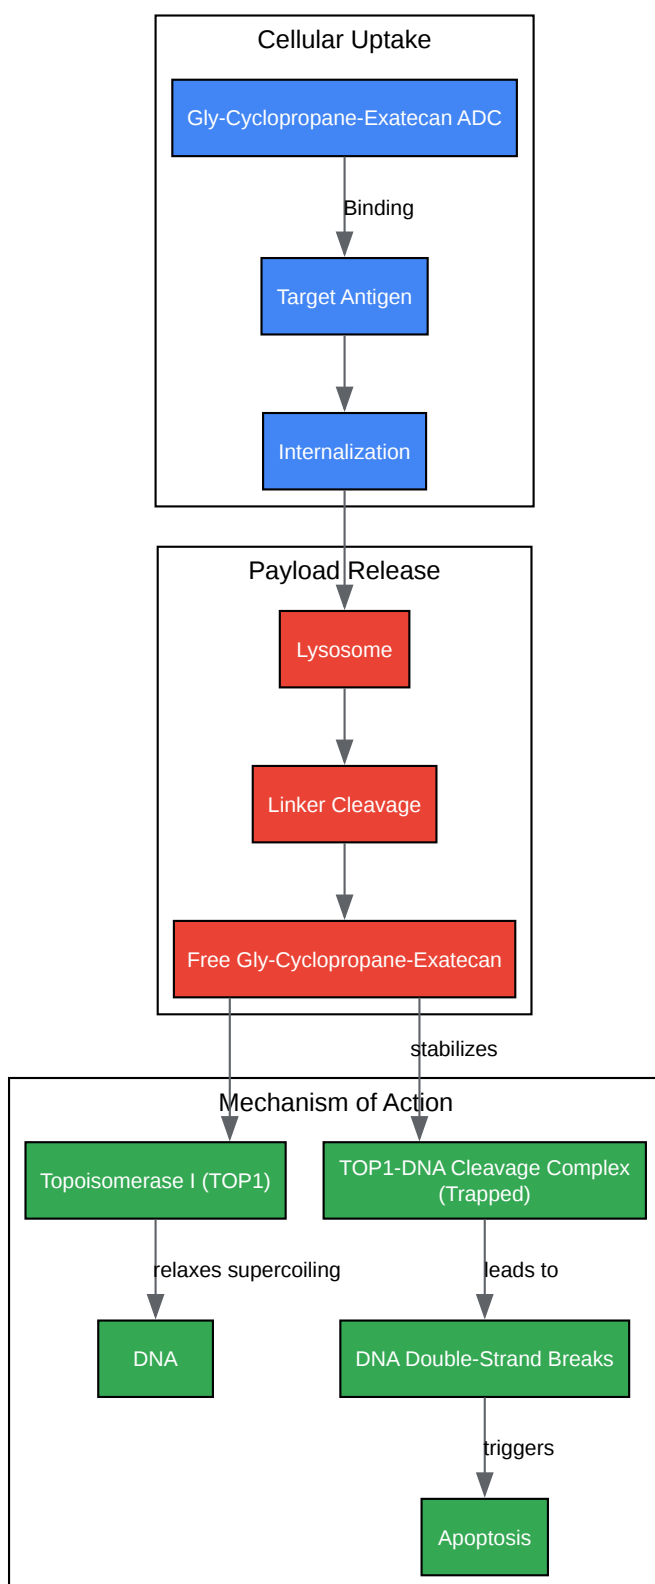 Cellular Uptake
Gly-Cyclopropane-Exatecan ADC
Binding
Target Antigen
Internalization
Payload Release
Lysosome
Linker Cleavage
Free Gly-Cyclopropane-Exatecan
stabilizes
Mechanism of Action
Topoisomerase I (TOP1)
TOP1-DNA Cleavage Complex
(Trapped)
relaxes supercoiling
leads to
DNA
DNA Double-Strand Breaks
triggers
Apoptosis